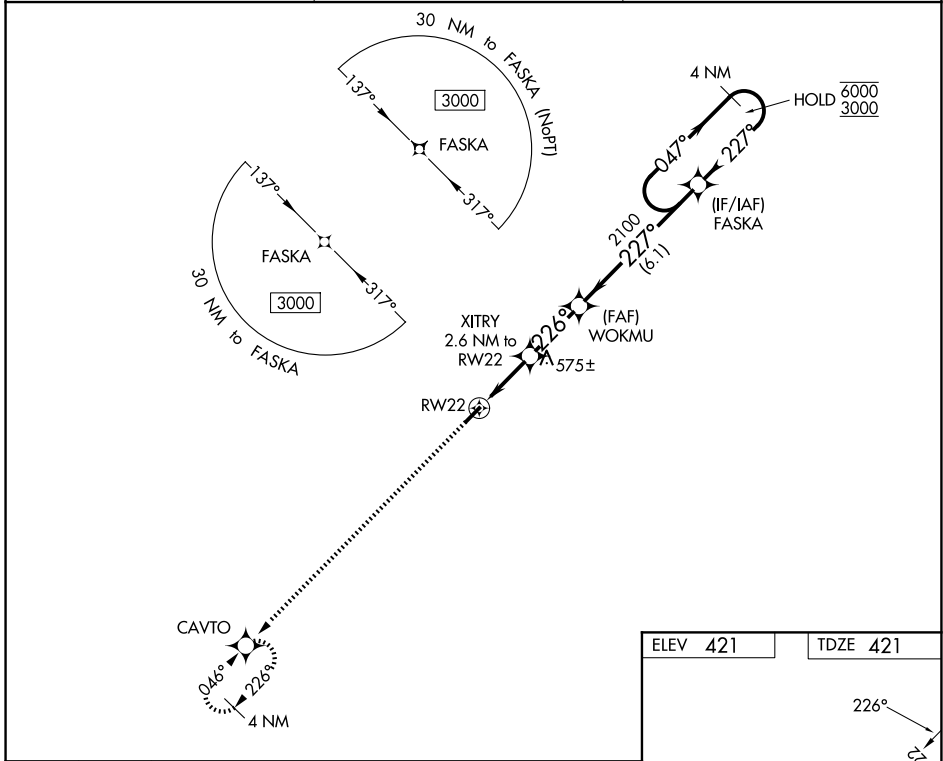 30 NM to FASKA (NoPT)
137°
3000
FASKA
317°
137°
FASKA
3000
317°
30 NM to FASKA
4 NM
HOLD 6000
3000
047°
227°
(IF/IAF)
FASKA
2100
227°
(6.1)
(FAF)
WOKMU
226°
XITRY
2.6 NM to
RW22
575±
RW22
CAVTO
046°
226°
4 NM
ELEV 421
TDZE 421
226°
22